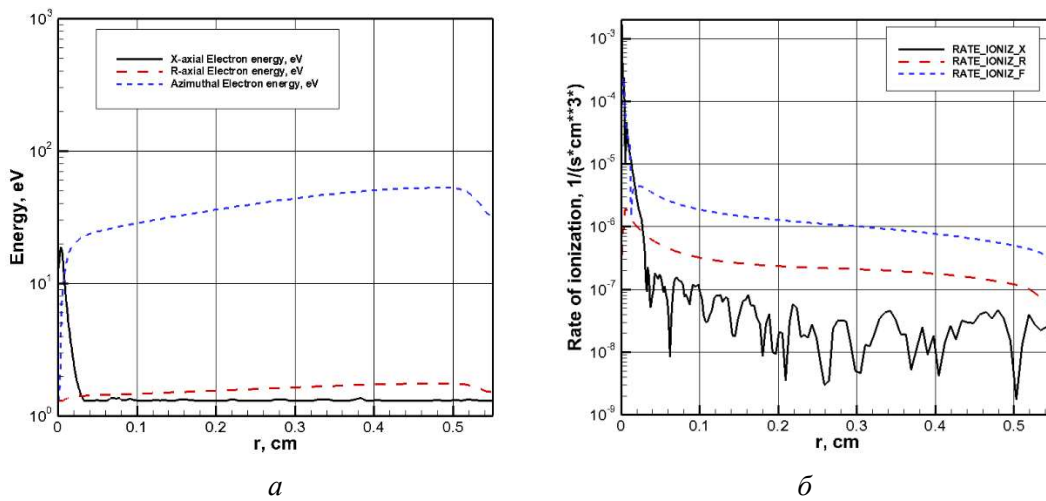 10³
X-axial Electron energy, eV
R-axial Electron energy, eV
Azimuthal Electron energy, eV
10²
10¹
10⁰
Energy, eV
0 0.1 0.2 0.3 0.4 0.5
r, cm
а
10⁻³
RATE_IONIZ_X
RATE_IONIZ_R
RATE_IONIZ_F
10⁻⁴
10⁻⁵
10⁻⁶
10⁻⁷
10⁻⁸
10⁻⁹
Rate of ionization, 1/(s*cm**3*)
0 0.1 0.2 0.3 0.4 0.5
r, cm
б